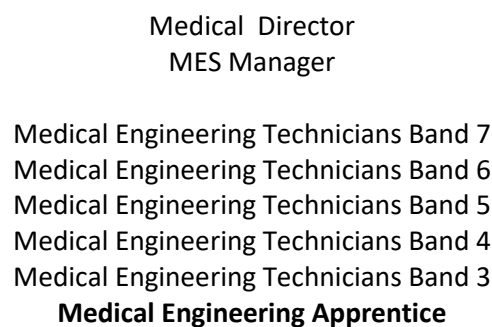 Medical  Director
MES Manager

Medical Engineering Technicians Band 7
Medical Engineering Technicians Band 6
Medical Engineering Technicians Band 5
Medical Engineering Technicians Band 4
Medical Engineering Technicians Band 3
Medical Engineering Apprentice